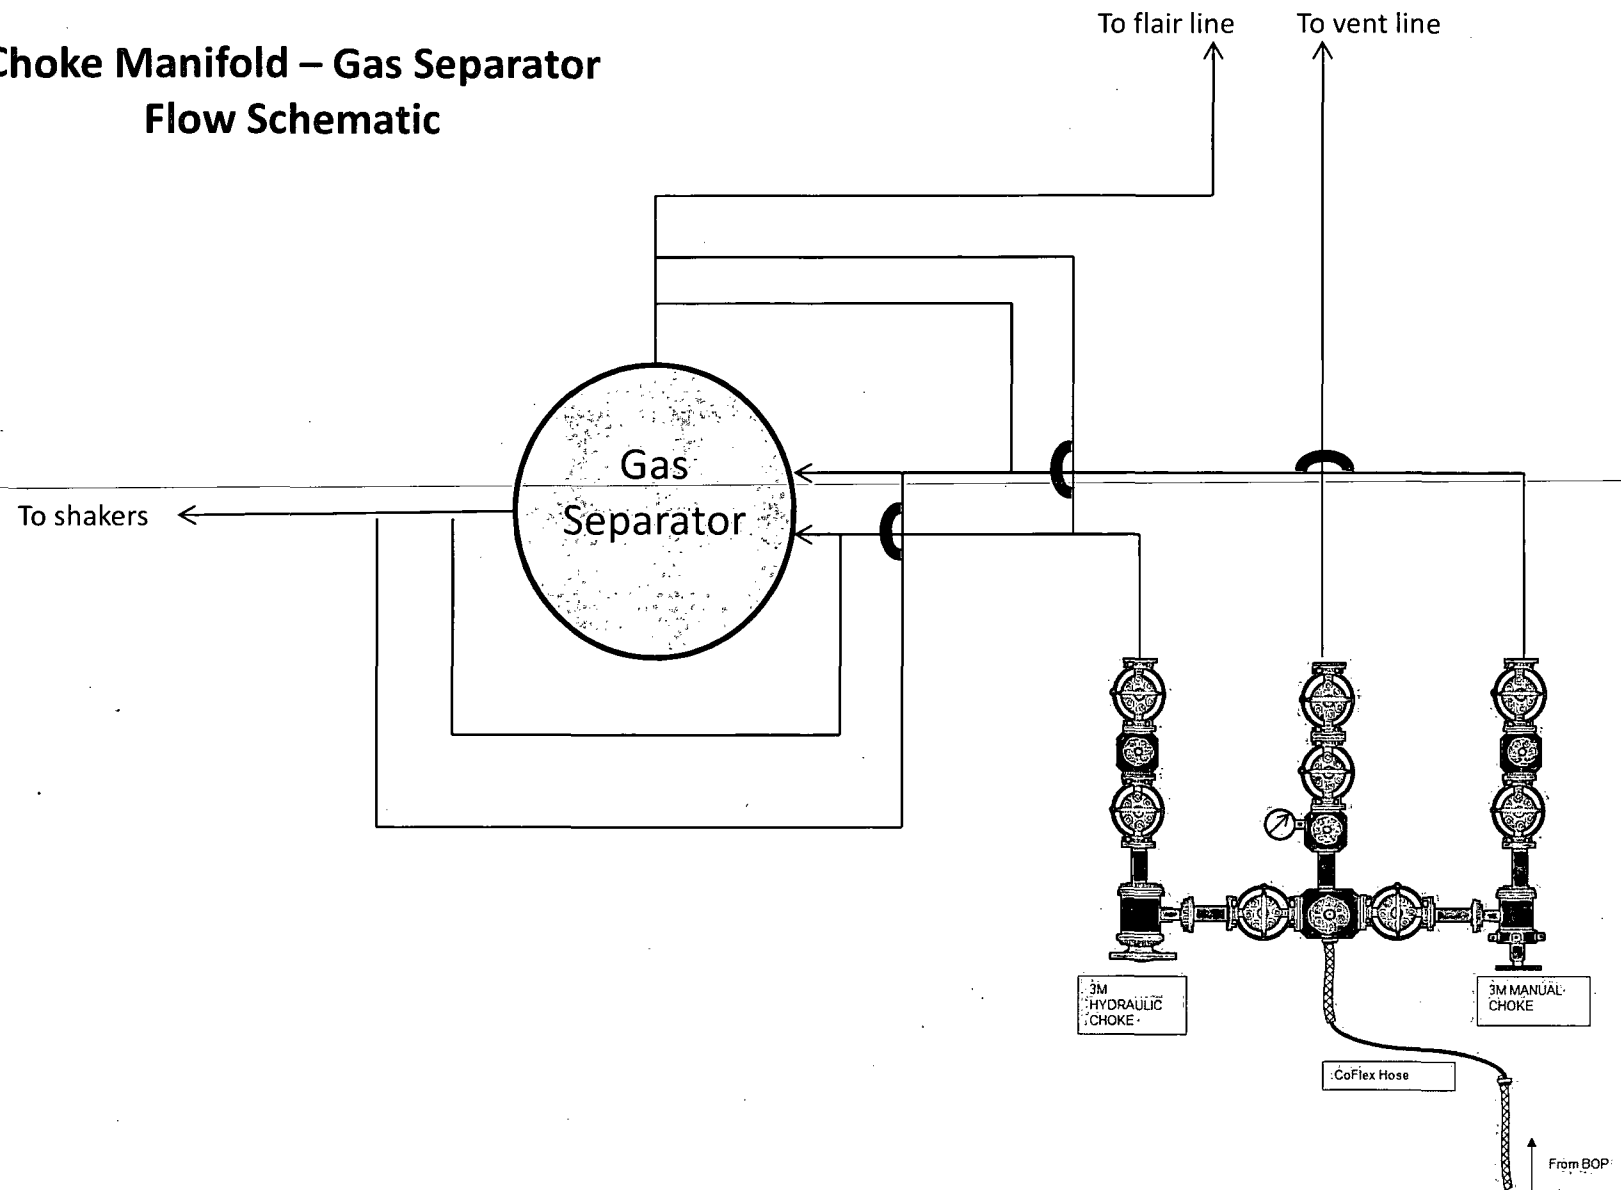 To flair line
To vent line
Choke Manifold – Gas Separator
Flow Schematic
Gas
Separator
To shakers
3M
HYDRAULIC
CHOKE
3M MANUAL
CHOKE
CoFlex Hose
From BOP